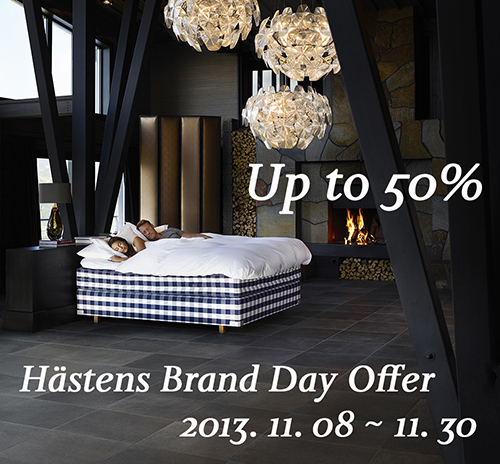 Up to 50%
Hästens Brand Day Offer
2013. 11. 08 ~ 11. 30